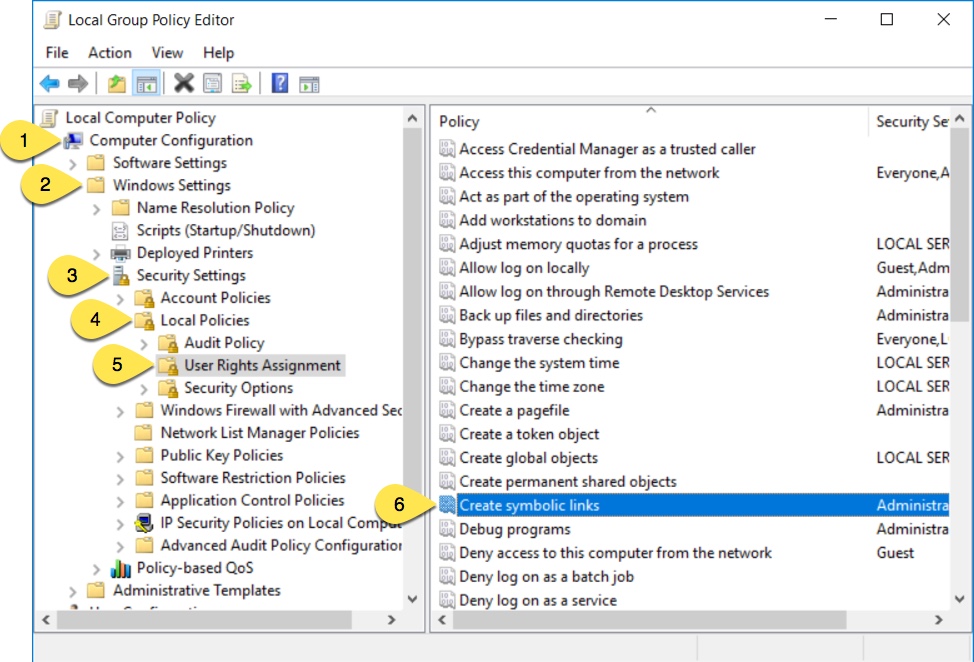 Local Group Policy Editor
File Action View Help
Local Computer Policy
1 Computer Configuration
Software Settings
2 Windows Settings
Name Resolution Policy
Scripts (Startup/Shutdown)
Deployed Printers
3 Security Settings
Account Policies
4 Local Policies
Audit Policy
5 User Rights Assignment
Security Options
Windows Firewall with Advanced Sec
Network List Manager Policies
Public Key Policies
Software Restriction Policies
Application Control Policies
IP Security Policies on Local Compu
Advanced Audit Policy Configuration
Policy-based QoS
Administrative Templates
Policy Security Se
Access Credential Manager as a trusted caller
Access this computer from the network Everyone,A
Act as part of the operating system
Add workstations to domain
Adjust memory quotas for a process LOCAL SER
Allow log on locally Guest,Adm
Allow log on through Remote Desktop Services Administra
Back up files and directories Administra
Bypass traverse checking Everyone,L
Change the system time LOCAL SER
Change the time zone LOCAL SER
Create a pagefile Administra
Create a token object
Create global objects LOCAL SER
Create permanent shared objects
6 Create symbolic links Administra
Debug programs Administra
Deny access to this computer from the network Guest
Deny log on as a batch job
Deny log on as a service